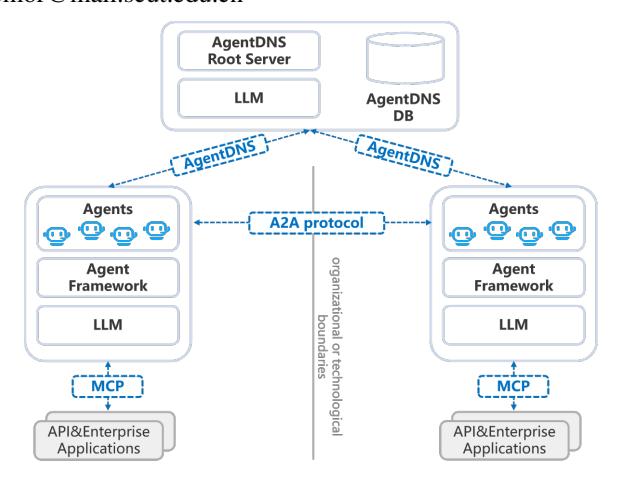 AgentDNS
Root Server
LLM
AgentDNS
DB
AgentDNS
AgentDNS
Agents
A2A protocol
Agents
Agent
Framework
Agent
Framework
LLM
LLM
organizational or technological
boundaries
MCP
MCP
API&Enterprise
Applications
API&Enterprise
Applications